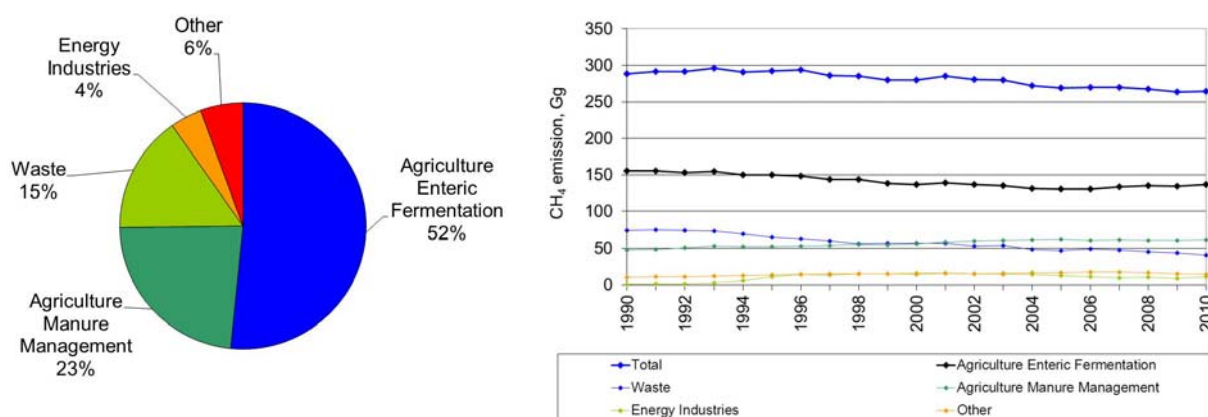 Other
6%
Energy
Industries
4%
Waste
15%
Agriculture
Enteric
Fermentation
52%
Agriculture
Manure
Management
23%
CH4 emission, Gg
350
300
250
200
150
100
50
0
1990
1992
1994
1996
1998
2000
2002
2004
2006
2008
2010
Total
Agriculture Enteric Fermentation
Waste
Agriculture Manure Management
Energy Industries
Other